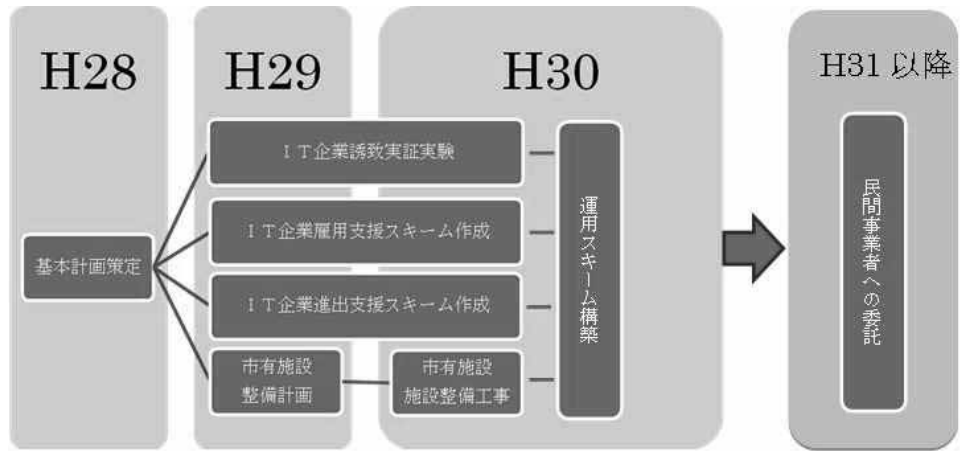 H28
H29
H30
H31以降
基本計画策定
IT企業誘致実証実験
IT企業雇用支援スキーム作成
IT企業進出支援スキーム作成
市有施設
整備計画
市有施設
施設整備工事
運用スキーム構築
民間事業者への委託